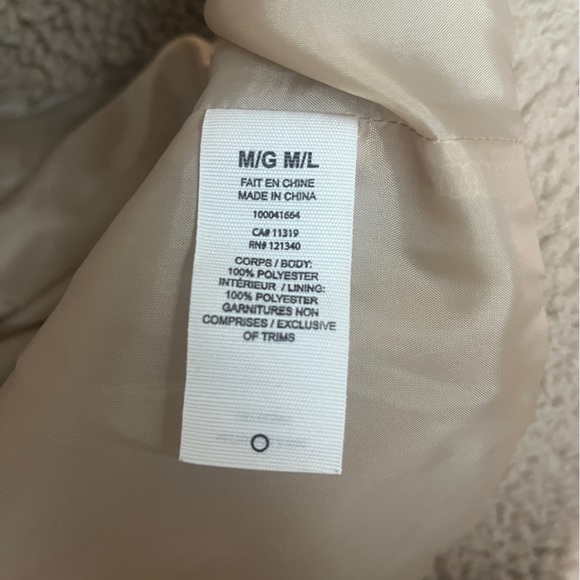 M/G M/L
FAIT EN CHINE
MADE IN CHINA
100041664
CA# 11319
RN# 121340
CORPS / BODY:
100% POLYESTER
INTÉRIEUR / LINING:
100% POLYESTER
GARNITURES NON
COMPRISES / EXCLUSIVE
OF TRIMS